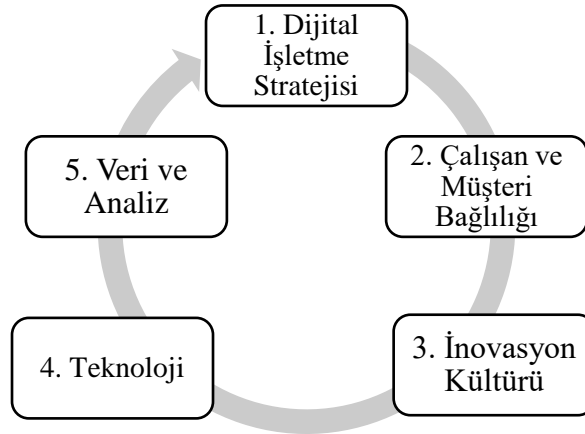 1. Dijital
İşletme
Stratejisi
2. Çalışan ve
Müşteri
Bağlılığı
3. İnovasyon
Kültürü
4. Teknoloji
5. Veri ve
Analiz